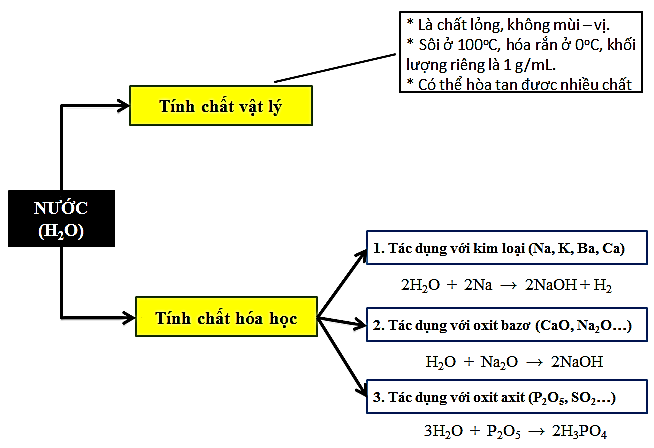 * Là chất lỏng, không mùi – vị.
* Sôi ở 100°C, hóa rắn ở 0°C, khối
lượng riêng là 1 g/mL.
* Có thể hòa tan được nhiều chất
Tính chất vật lý
NƯỚC
(H₂O)
1. Tác dụng với kim loại (Na, K, Ba, Ca)
2H₂O + 2Na → 2NaOH + H₂
Tính chất hóa học
2. Tác dụng với oxit bazơ (CaO, Na₂O...)
H₂O + Na₂O → 2NaOH
3. Tác dụng với oxit axit (P₂O₅, SO₂...)
3H₂O + P₂O₅ → 2H₃PO₄